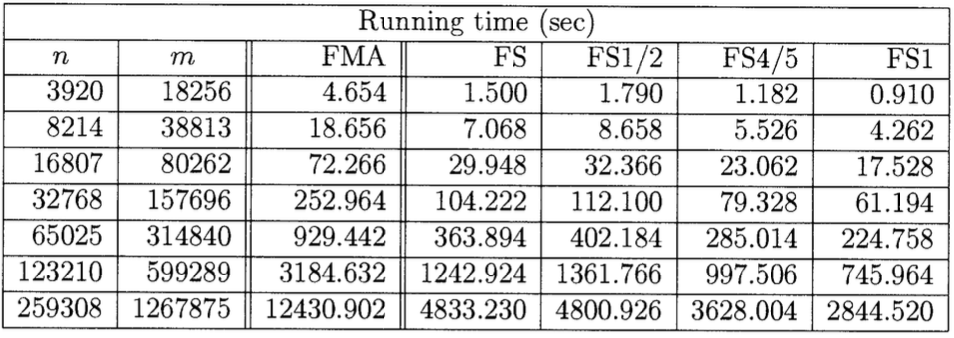 Running time (sec)
n m FMA FS FS1/2 FS4/5 FS1
3920 18256 4.654 1.500 1.790 1.182 0.910
8214 38813 18.656 7.068 8.658 5.526 4.262
16807 80262 72.266 29.948 32.366 23.062 17.528
32768 157696 252.964 104.222 112.100 79.328 61.194
65025 314840 929.442 363.894 402.184 285.014 224.758
123210 599289 3184.632 1242.924 1361.766 997.506 745.964
259308 1267875 12430.902 4833.230 4800.926 3628.004 2844.520